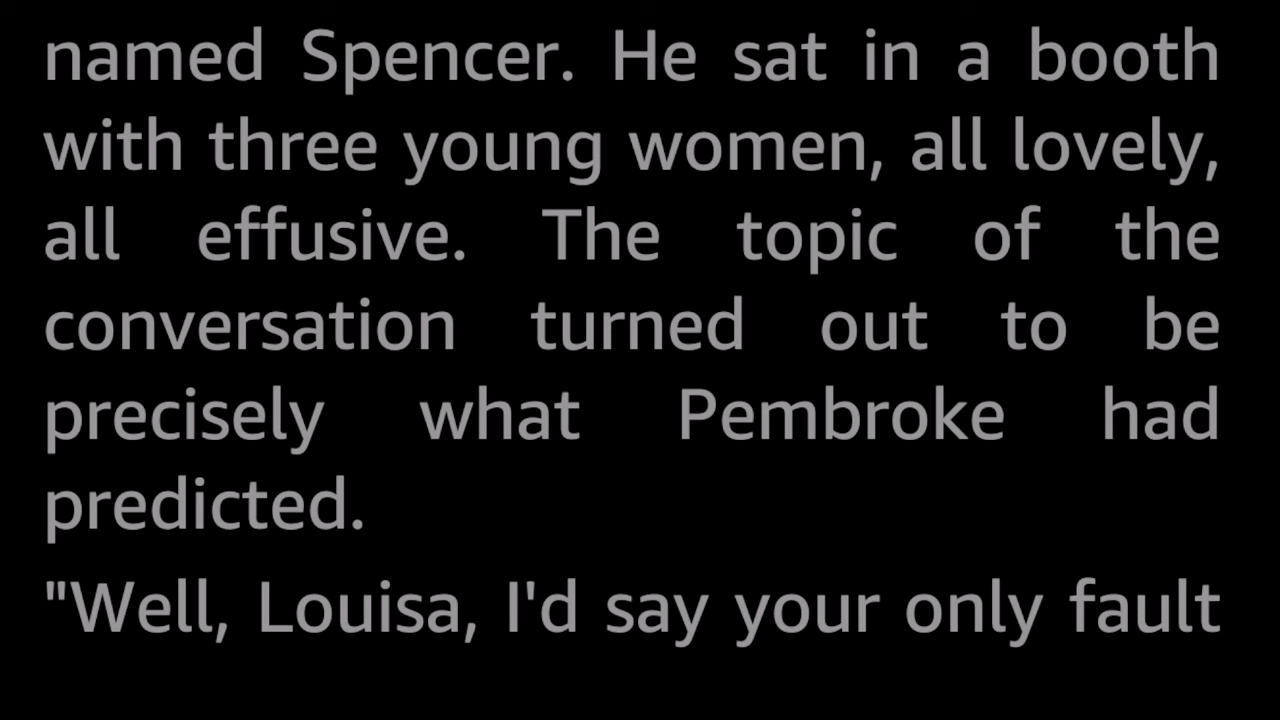 named Spencer. He sat in a booth
with three young women, all lovely,
all effusive. The topic of the
conversation turned out to be
precisely what Pembroke had
predicted.
"Well, Louisa, I'd say your only fault